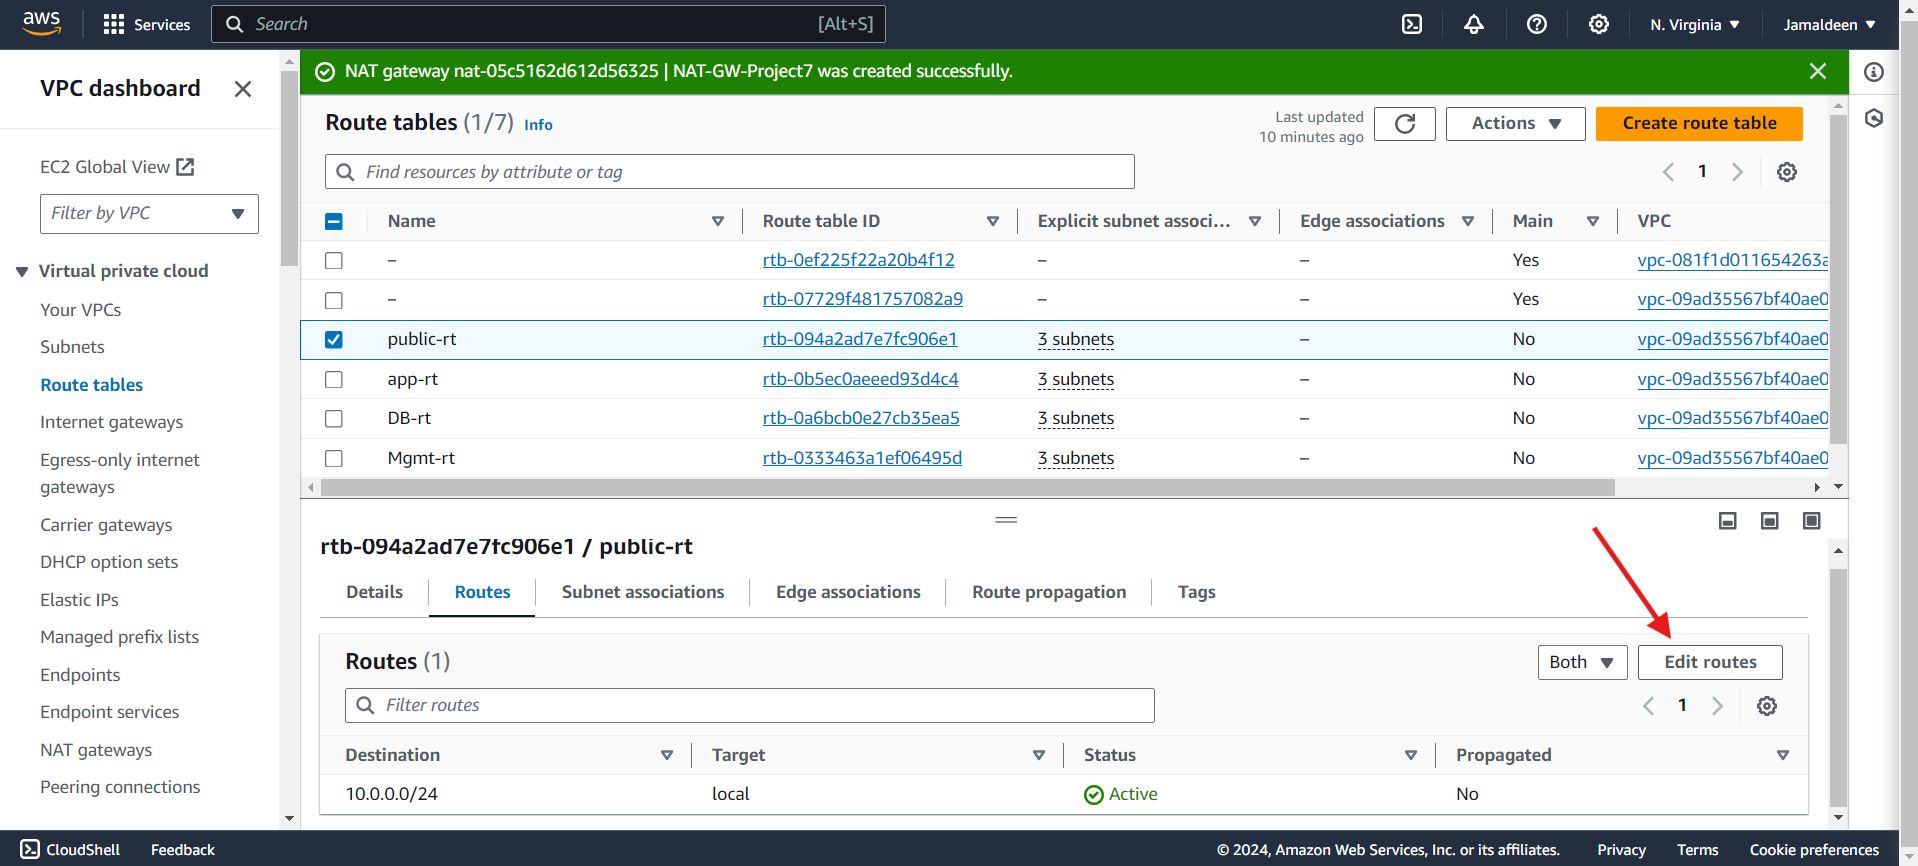 aws Services Search [Alt+S] N. Virginia Jamaldeen
NAT gateway nat-05c5162d612d56325 | NAT-GW-Project7 was created successfully.
VPC dashboard
EC2 Global View
Filter by VPC
Virtual private cloud
Your VPCs
Subnets
Route tables
Internet gateways
Egress-only internet
gateways
Carrier gateways
DHCP option sets
Elastic IPs
Managed prefix lists
Endpoints
Endpoint services
NAT gateways
Peering connections
Route tables (1/7) Info
Last updated
10 minutes ago
Actions
Create route table
Find resources by attribute or tag
1
Name Route table ID Explicit subnet associ... Edge associations Main VPC
– rtb-0ef225f22a20b4f12 – – Yes vpc-081f1d011654263a
– rtb-07729f481757082a9 – – Yes vpc-09ad35567bf40ae0
public-rt rtb-094a2ad7e7fc906e1 3 subnets – No vpc-09ad35567bf40ae0
app-rt rtb-0b5ec0aeeed93d4c4 3 subnets – No vpc-09ad35567bf40ae0
DB-rt rtb-0a6bcb0e27cb35ea5 3 subnets – No vpc-09ad35567bf40ae0
Mgmt-rt rtb-0333463a1ef06495d 3 subnets – No vpc-09ad35567bf40ae0
rtb-094a2ad7e7fc906e1 / public-rt
Details Routes Subnet associations Edge associations Route propagation Tags
Routes (1)
Both Edit routes
Filter routes
1
Destination Target Status Propagated
10.0.0.0/24 local Active No
CloudShell Feedback © 2024, Amazon Web Services, Inc. or its affiliates. Privacy Terms Cookie preferences